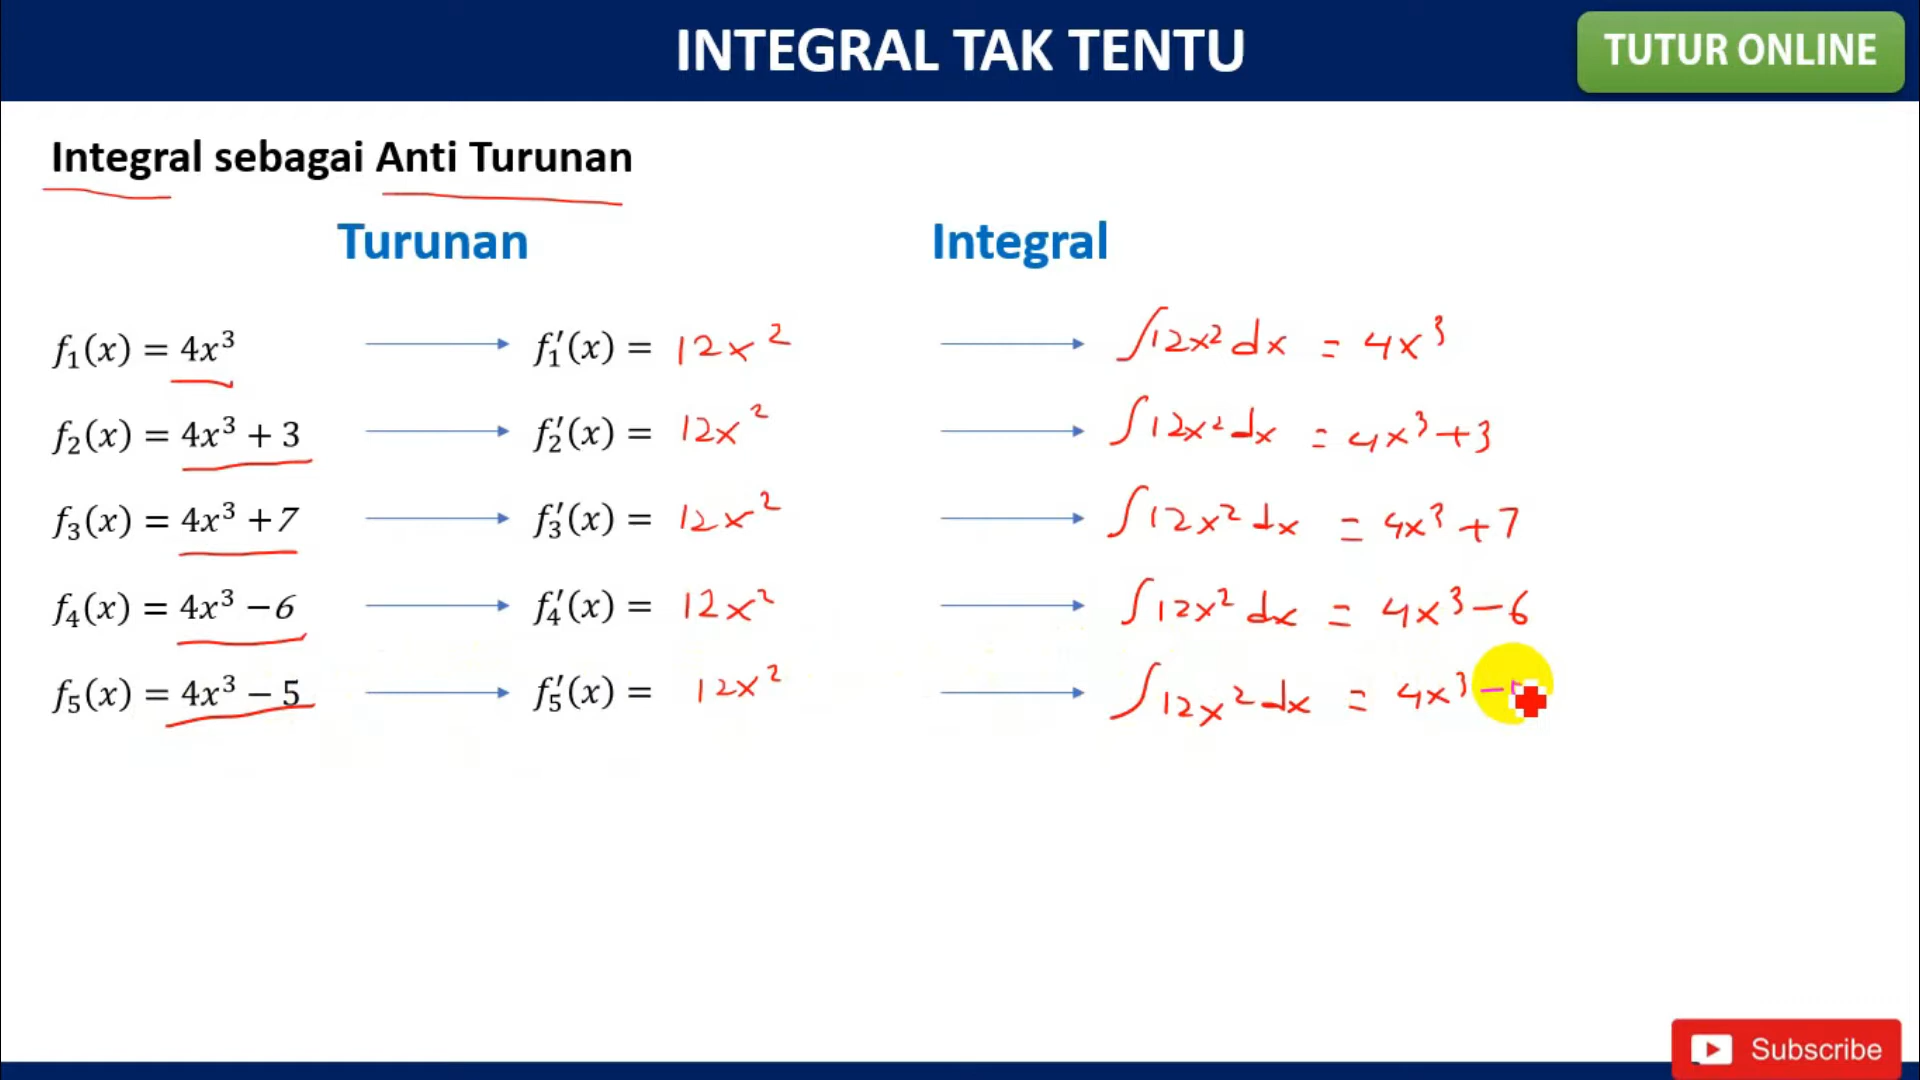 INTEGRAL TAK TENTU
TUTUR ONLINE
Integral sebagai Anti Turunan
Turunan Integral
f₁(x) = 4x³ → f₁′(x) = 12x² → ∫12x² dx = 4x³
f₂(x) = 4x³ + 3 → f₂′(x) = 12x² → ∫12x² dx = 4x³+3
f₃(x) = 4x³ +7 → f₃′(x) = 12x² → ∫12x² dx = 4x³ +7
f₄(x) = 4x³ −6 → f₄′(x) = 12x² → ∫12x² dx = 4x³−6
f₅(x) = 4x³ − 5 → f₅′(x) = 12x² → ∫12x² dx = 4x³ −
Subscribe